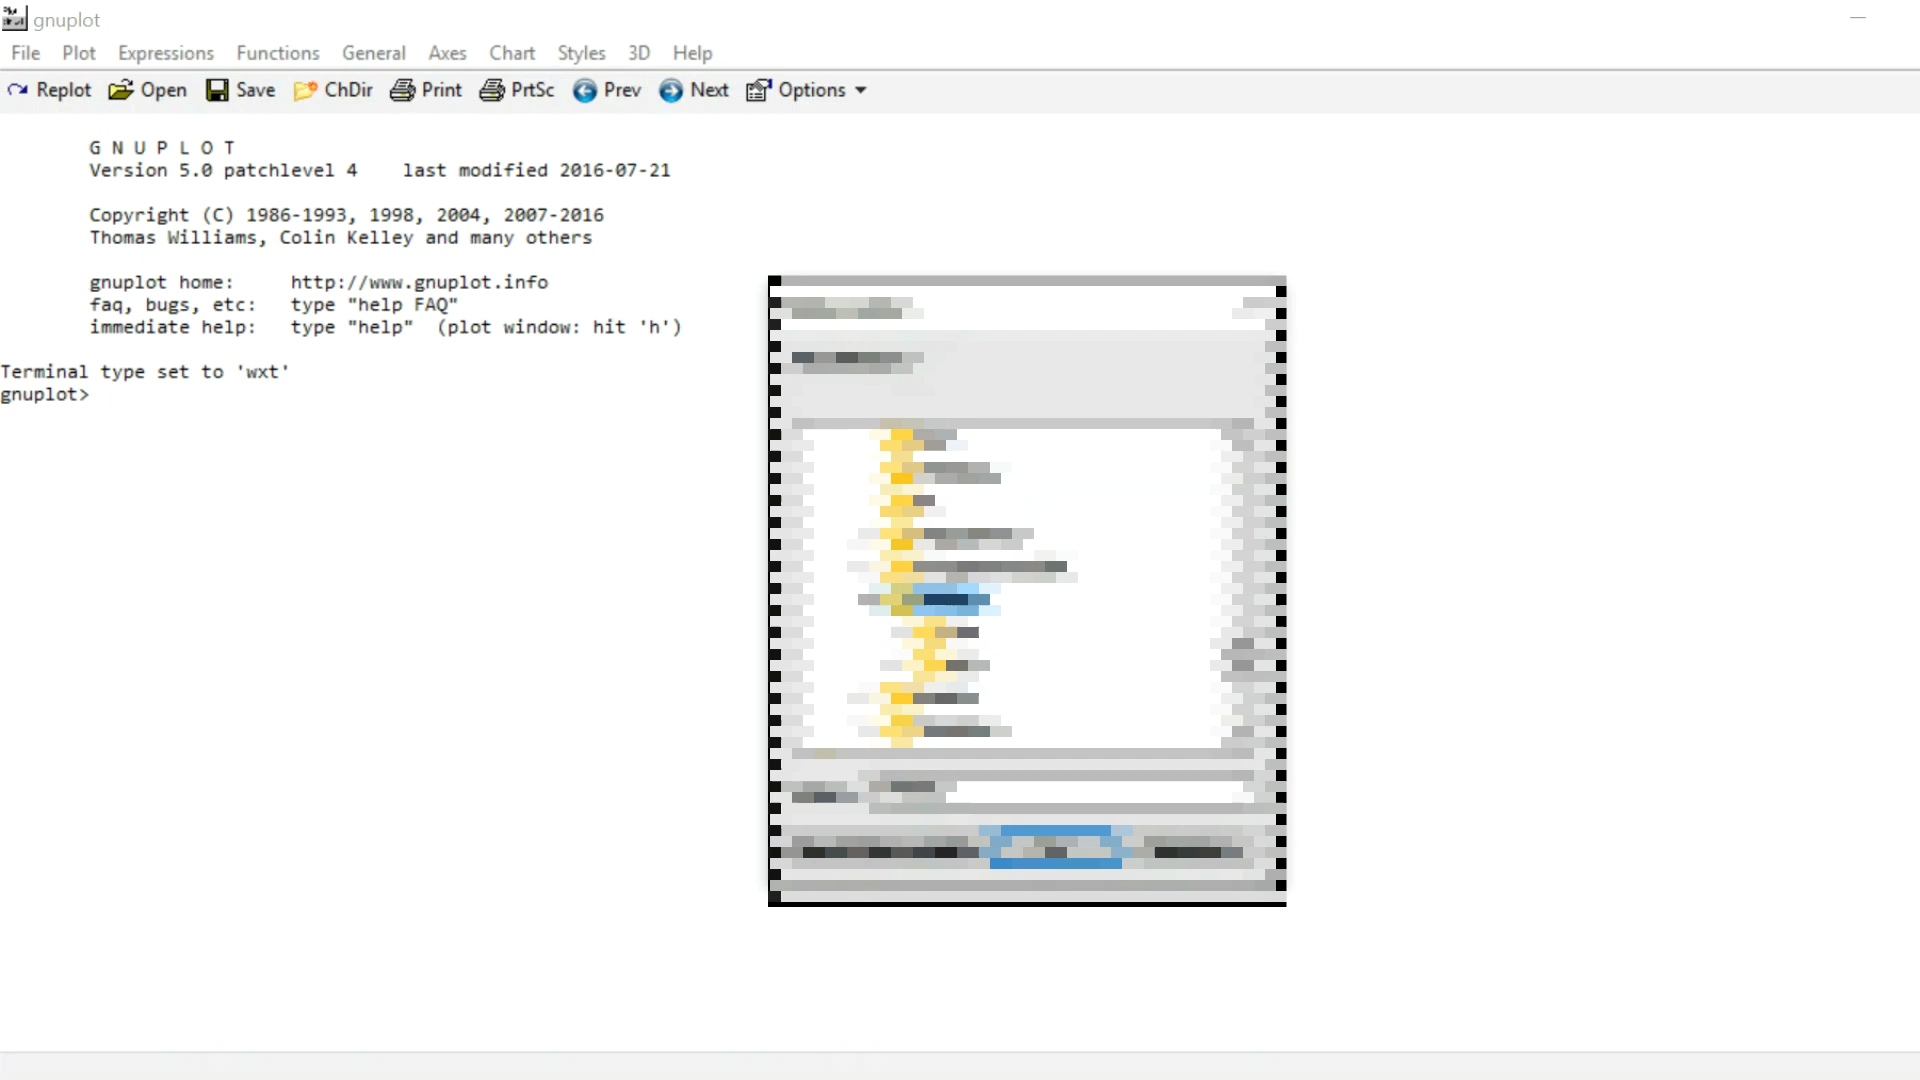 gnuplot
File Plot Expressions Functions General Axes Chart Styles 3D Help
Replot Open Save ChDir Print PrtSc Prev Next Options
G N U P L O T
Version 5.0 patchlevel 4 last modified 2016-07-21
Copyright (C) 1986-1993, 1998, 2004, 2007-2016
Thomas Williams, Colin Kelley and many others
gnuplot home: http://www.gnuplot.info
faq, bugs, etc: type "help FAQ"
immediate help: type "help" (plot window: hit 'h')
Terminal type set to 'wxt'
gnuplot>